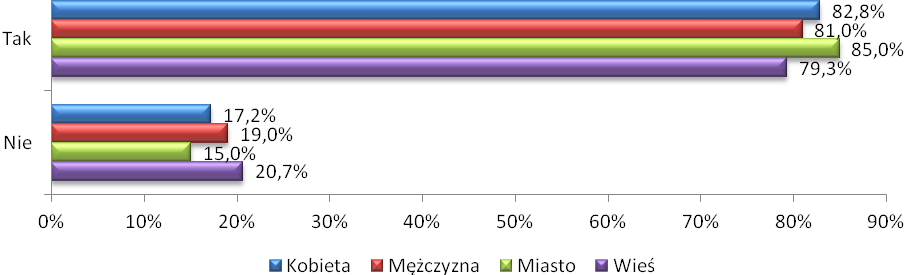 82,8%
Tak
81,0%
85,0%
79,3%
17,2%
Nie
19,0%
15,0%
20,7%
0% 10% 20% 30% 40% 50% 60% 70% 80% 90%
Kobieta Mężczyzna Miasto Wieś